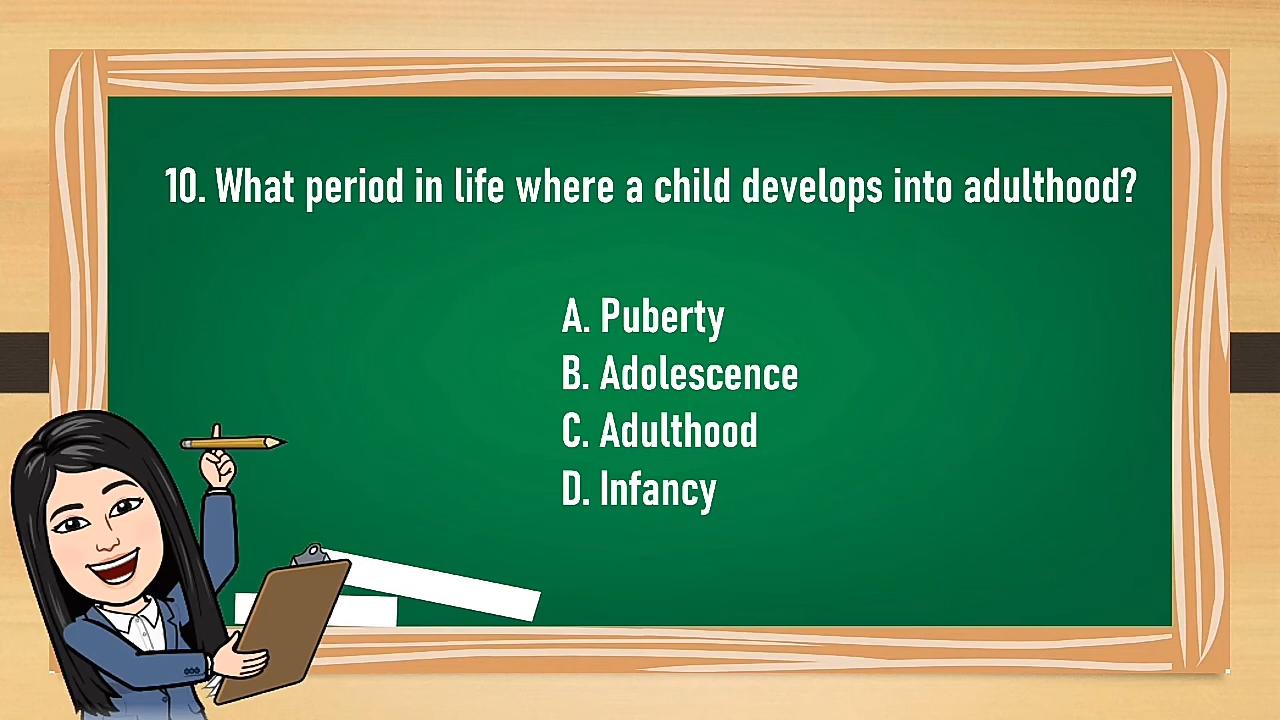 10. What period in life where a child develops into adulthood?
A. Puberty
B. Adolescence
C. Adulthood
D. Infancy